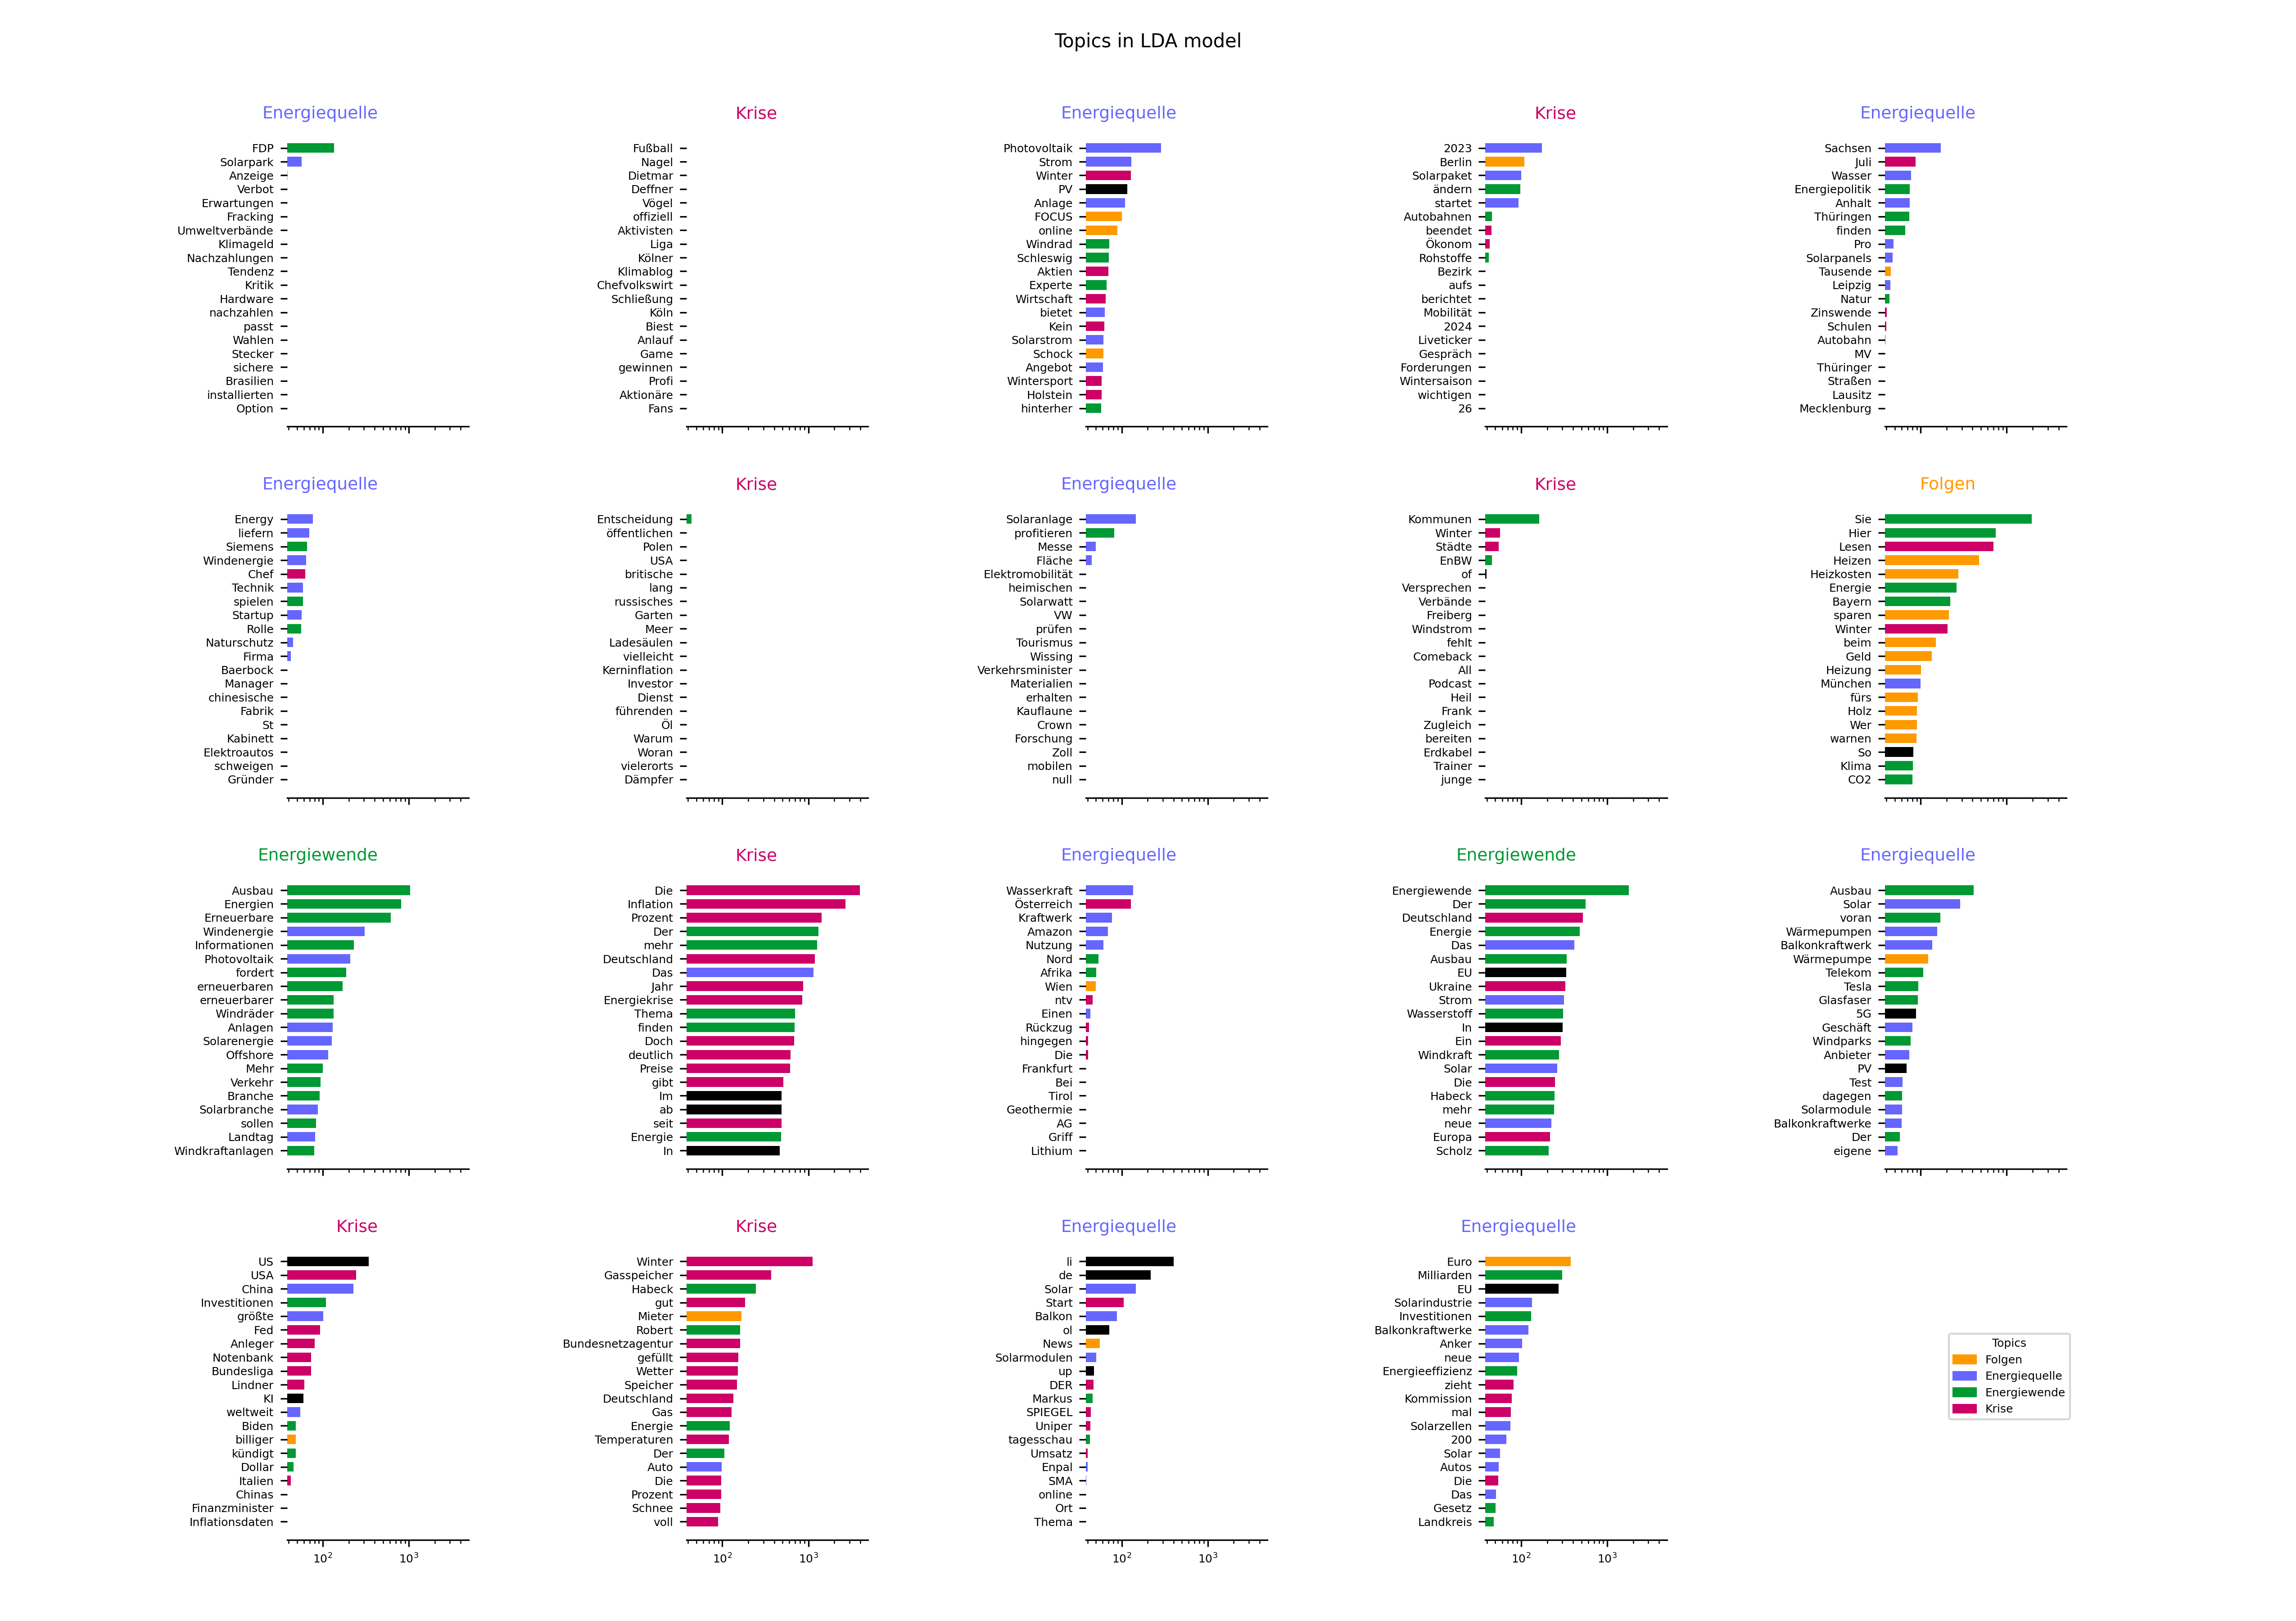 Topics in LDA model
Energiequelle
FDP
Solarpark
Anzeige
Verbot
Erwartungen
Fracking
Umweltverbände
Klimageld
Nachzahlungen
Tendenz
Kritik
Hardware
nachzahlen
passt
Wahlen
Stecker
sichere
Brasilien
installierten
Option
Krise
Fußball
Nagel
Dietmar
Deffner
Vögel
offiziell
Aktivisten
Liga
Kölner
Klimablog
Chefvolkswirt
Schließung
Köln
Biest
Anlauf
Game
gewinnen
Profi
Aktionäre
Fans
Energiequelle
Photovoltaik
Strom
Winter
PV
Anlage
FOCUS
online
Windrad
Schleswig
Aktien
Experte
Wirtschaft
bietet
Kein
Solarstrom
Schock
Angebot
Wintersport
Holstein
hinterher
Krise
2023
Berlin
Solarpaket
ändern
startet
Autobahnen
beendet
Ökonom
Rohstoffe
Bezirk
aufs
berichtet
Mobilität
2024
Liveticker
Gespräch
Forderungen
Wintersaison
wichtigen
26
Energiequelle
Sachsen
Juli
Wasser
Energiepolitik
Anhalt
Thüringen
finden
Pro
Solarpanels
Tausende
Leipzig
Natur
Zinswende
Schulen
Autobahn
MV
Thüringer
Straßen
Lausitz
Mecklenburg
Energiequelle
Energy
liefern
Siemens
Windenergie
Chef
Technik
spielen
Startup
Rolle
Naturschutz
Firma
Baerbock
Manager
chinesische
Fabrik
St
Kabinett
Elektroautos
schweigen
Gründer
Krise
Entscheidung
öffentlichen
Polen
USA
britische
lang
russisches
Garten
Meer
Ladesäulen
vielleicht
Kerninflation
Investor
Dienst
führenden
Öl
Warum
Woran
vielerorts
Dämpfer
Energiequelle
Solaranlage
profitieren
Messe
Fläche
Elektromobilität
heimischen
Solarwatt
VW
prüfen
Tourismus
Wissing
Verkehrsminister
Materialien
erhalten
Kauflaune
Crown
Forschung
Zoll
mobilen
null
Krise
Kommunen
Winter
Städte
EnBW
of
Versprechen
Verbände
Freiberg
Windstrom
fehlt
Comeback
All
Podcast
Heil
Frank
Zugleich
bereiten
Erdkabel
Trainer
junge
Folgen
Sie
Hier
Lesen
Heizen
Heizkosten
Energie
Bayern
sparen
Winter
beim
Geld
Heizung
München
fürs
Holz
Wer
warnen
So
Klima
CO2
Energiewende
Ausbau
Energien
Erneuerbare
Windenergie
Informationen
Photovoltaik
fordert
erneuerbaren
erneuerbarer
Windräder
Anlagen
Solarenergie
Offshore
Mehr
Verkehr
Branche
Solarbranche
sollen
Landtag
Windkraftanlagen
Krise
Die
Inflation
Prozent
Der
mehr
Deutschland
Das
Jahr
Energiekrise
Thema
finden
Doch
deutlich
Preise
gibt
Im
ab
seit
Energie
In
Energiequelle
Wasserkraft
Österreich
Kraftwerk
Amazon
Nutzung
Nord
Afrika
Wien
ntv
Einen
Rückzug
hingegen
Die
Frankfurt
Bei
Tirol
Geothermie
AG
Griff
Lithium
Energiewende
Energiewende
Der
Deutschland
Energie
Das
Ausbau
EU
Ukraine
Strom
Wasserstoff
In
Ein
Windkraft
Solar
Die
Habeck
mehr
neue
Europa
Scholz
Energiequelle
Ausbau
Solar
voran
Wärmepumpen
Balkonkraftwerk
Wärmepumpe
Telekom
Tesla
Glasfaser
5G
Geschäft
Windparks
Anbieter
PV
Test
dagegen
Solarmodule
Balkonkraftwerke
Der
eigene
Krise
US
USA
China
Investitionen
größte
Fed
Anleger
Notenbank
Bundesliga
Lindner
KI
weltweit
Biden
billiger
kündigt
Dollar
Italien
Chinas
Finanzminister
Inflationsdaten
10² 10³
Krise
Winter
Gasspeicher
Habeck
gut
Mieter
Robert
Bundesnetzagentur
gefüllt
Wetter
Speicher
Deutschland
Gas
Energie
Temperaturen
Der
Auto
Die
Prozent
Schnee
voll
10² 10³
Energiequelle
li
de
Solar
Start
Balkon
ol
News
Solarmodulen
up
DER
Markus
SPIEGEL
Uniper
tagesschau
Umsatz
Enpal
SMA
online
Ort
Thema
10² 10³
Energiequelle
Euro
Milliarden
EU
Solarindustrie
Investitionen
Balkonkraftwerke
Anker
neue
Energieeffizienz
zieht
Kommission
mal
Solarzellen
200
Solar
Autos
Die
Das
Gesetz
Landkreis
10² 10³
Topics
Folgen
Energiequelle
Energiewende
Krise